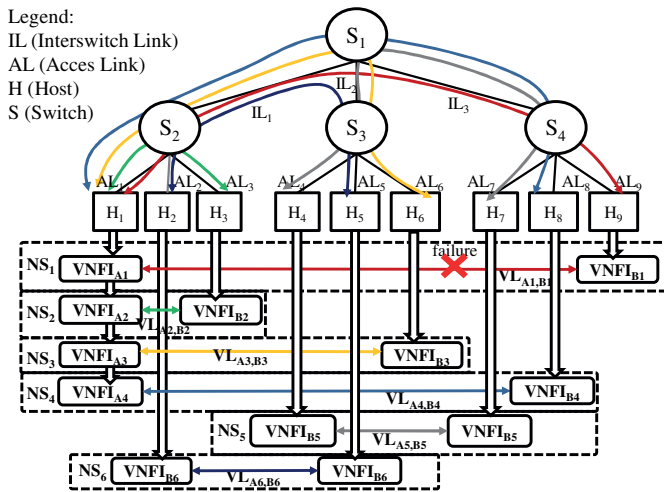 Legend:
IL (Interswitch Link)
AL (Acces Link)
H (Host)
S (Switch)
S1
IL2
IL1
IL3
S2
S3
S4
AL1
AL2
AL3
AL4
AL5
AL6
AL7
AL8
AL9
H1
H2
H3
H4
H5
H6
H7
H8
H9
failure
NS1
VNFIA1
VLA1,B1
VNFIB1
NS2
VNFIA2
VLA2,B2
VNFIB2
NS3
VNFIA3
VLA3,B3
VNFIB3
NS4
VNFIA4
VLA4,B4
VNFIB4
NS5
VNFIB5
VLA5,B5
VNFIB5
NS6
VNFIB6
VLA6,B6
VNFIB6